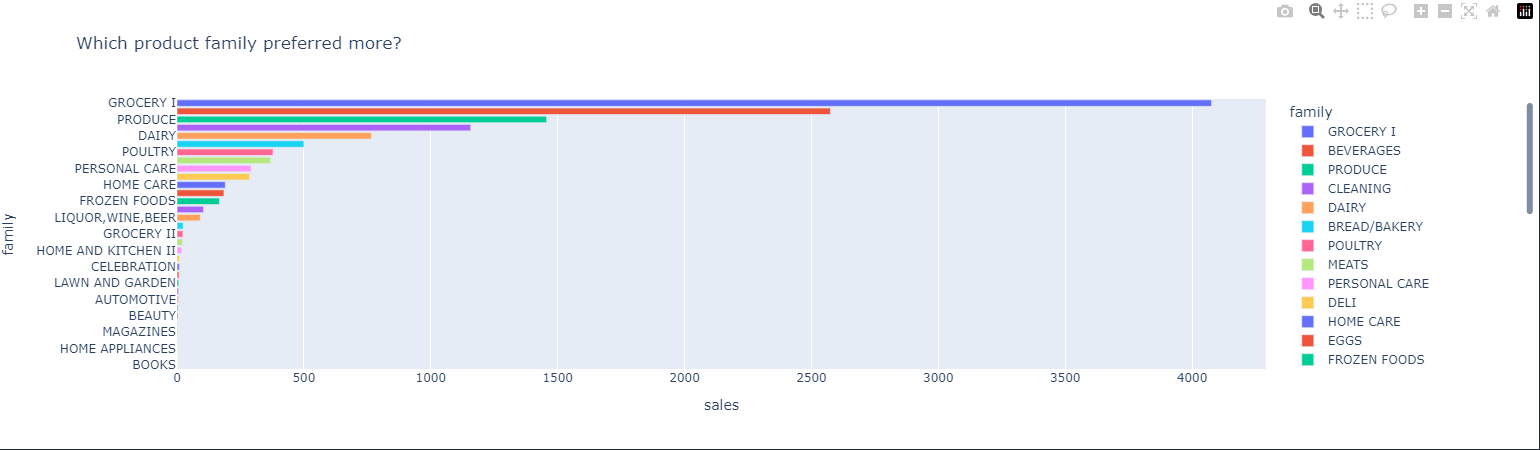 Which product family preferred more?
family
GROCERY I
PRODUCE
DAIRY
POULTRY
PERSONAL CARE
HOME CARE
FROZEN FOODS
LIQUOR,WINE,BEER
GROCERY II
HOME AND KITCHEN II
CELEBRATION
LAWN AND GARDEN
AUTOMOTIVE
BEAUTY
MAGAZINES
HOME APPLIANCES
BOOKS
0 500 1000 1500 2000 2500 3000 3500 4000
sales
family
GROCERY I
BEVERAGES
PRODUCE
CLEANING
DAIRY
BREAD/BAKERY
POULTRY
MEATS
PERSONAL CARE
DELI
HOME CARE
EGGS
FROZEN FOODS